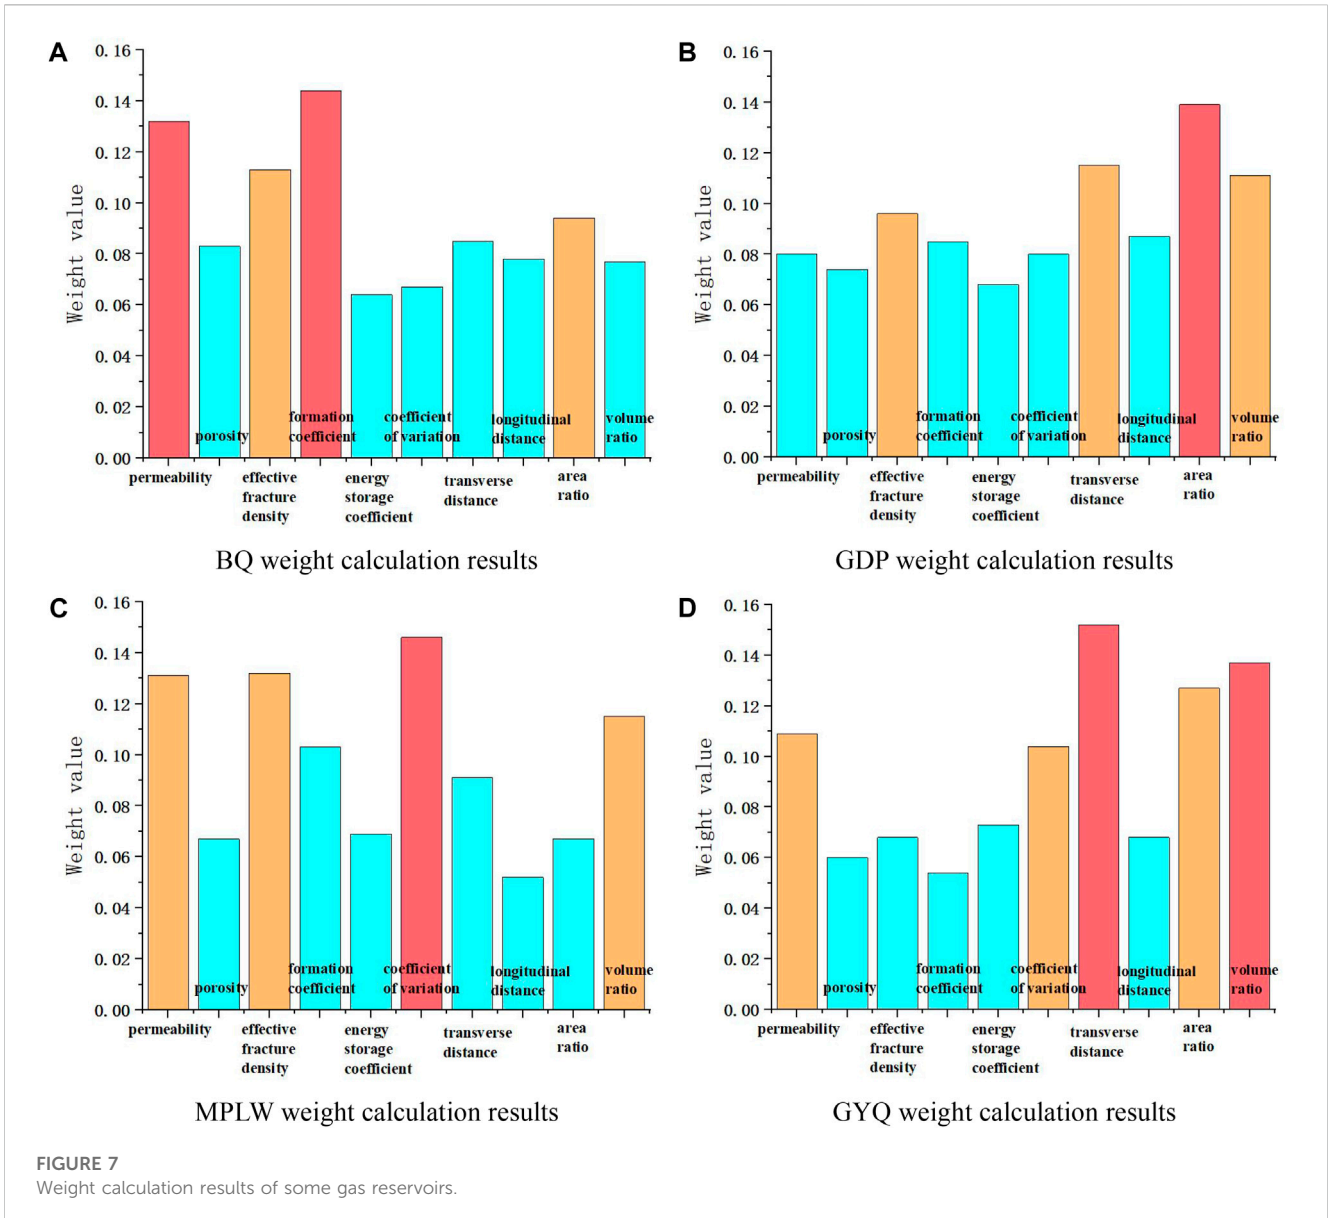 A
0. 16
0. 14
0. 12
0. 10
0. 08
0. 06
0. 04
0. 02
0. 00
Weight value
porosity
formation
coefficient
coefficient
of variation
longitudinal
distance
volume
ratio
permeability
effective
fracture
density
energy
storage
coefficient
transverse
distance
area
ratio
BQ weight calculation results
B
0. 16
0. 14
0. 12
0. 10
0. 08
0. 06
0. 04
0. 02
0. 00
Weight value
porosity
formation
coefficient
coefficient
of variation
longitudinal
distance
volume
ratio
permeability
effective
fracture
density
energy
storage
coefficient
transverse
distance
area
ratio
GDP weight calculation results
C
0. 16
0. 14
0. 12
0. 10
0. 08
0. 06
0. 04
0. 02
0. 00
Weight value
porosity
formation
coefficient
coefficient
of variation
longitudinal
distance
volume
ratio
permeability
effective
fracture
density
energy
storage
coefficient
transverse
distance
area
ratio
MPLW weight calculation results
D
0. 16
0. 14
0. 12
0. 10
0. 08
0. 06
0. 04
0. 02
0. 00
Weight value
porosity
formation
coefficient
coefficient
of variation
longitudinal
distance
volume
ratio
permeability
effective
fracture
density
energy
storage
coefficient
transverse
distance
area
ratio
GYQ weight calculation results
FIGURE 7
Weight calculation results of some gas reservoirs.